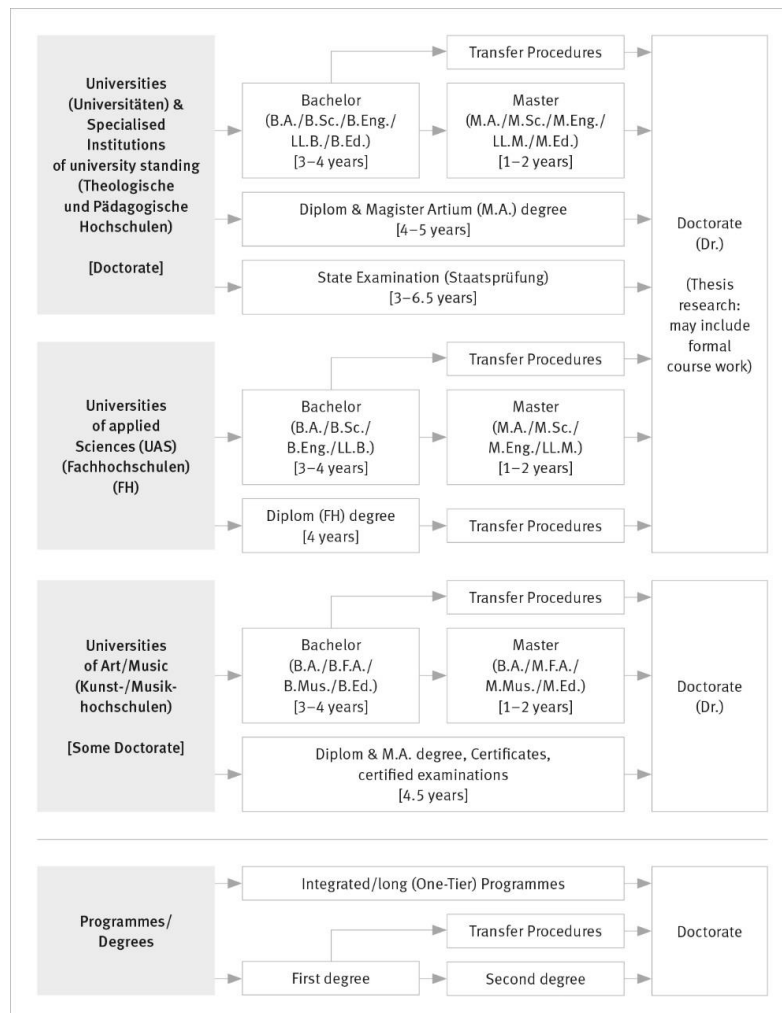 Universities
(Universitäten) &
Specialised
Institutions
of university standing
(Theologische
und Pädagogische
Hochschulen)
[Doctorate]
Transfer Procedures
Bachelor
(B.A./B.Sc./B.Eng./
LL.B./B.Ed.)
[3–4 years]
Master
(M.A./M.Sc./M.Eng./
LL.M./M.Ed.)
[1–2 years]
Diplom & Magister Artium (M.A.) degree
[4–5 years]
State Examination (Staatsprüfung)
[3–6.5 years]
Doctorate
(Dr.)
(Thesis
research:
may include
formal
course work)
Universities
of applied
Sciences (UAS)
(Fachhochschulen)
(FH)
Transfer Procedures
Bachelor
(B.A./B.Sc./
B.Eng./LL.B.)
[3–4 years]
Master
(M.A./M.Sc./
M.Eng./LL.M.)
[1–2 years]
Diplom (FH) degree
[4 years]
Transfer Procedures
Universities
of Art/Music
(Kunst-/Musik-
hochschulen)
[Some Doctorate]
Transfer Procedures
Bachelor
(B.A./B.F.A./
B.Mus./B.Ed.)
[3–4 years]
Master
(B.A./M.F.A./
M.Mus./M.Ed.)
[1–2 years]
Diplom & M.A. degree, Certificates,
certified examinations
[4.5 years]
Doctorate
(Dr.)
Programmes/
Degrees
Integrated/long (One-Tier) Programmes
Transfer Procedures
First degree
Second degree
Doctorate